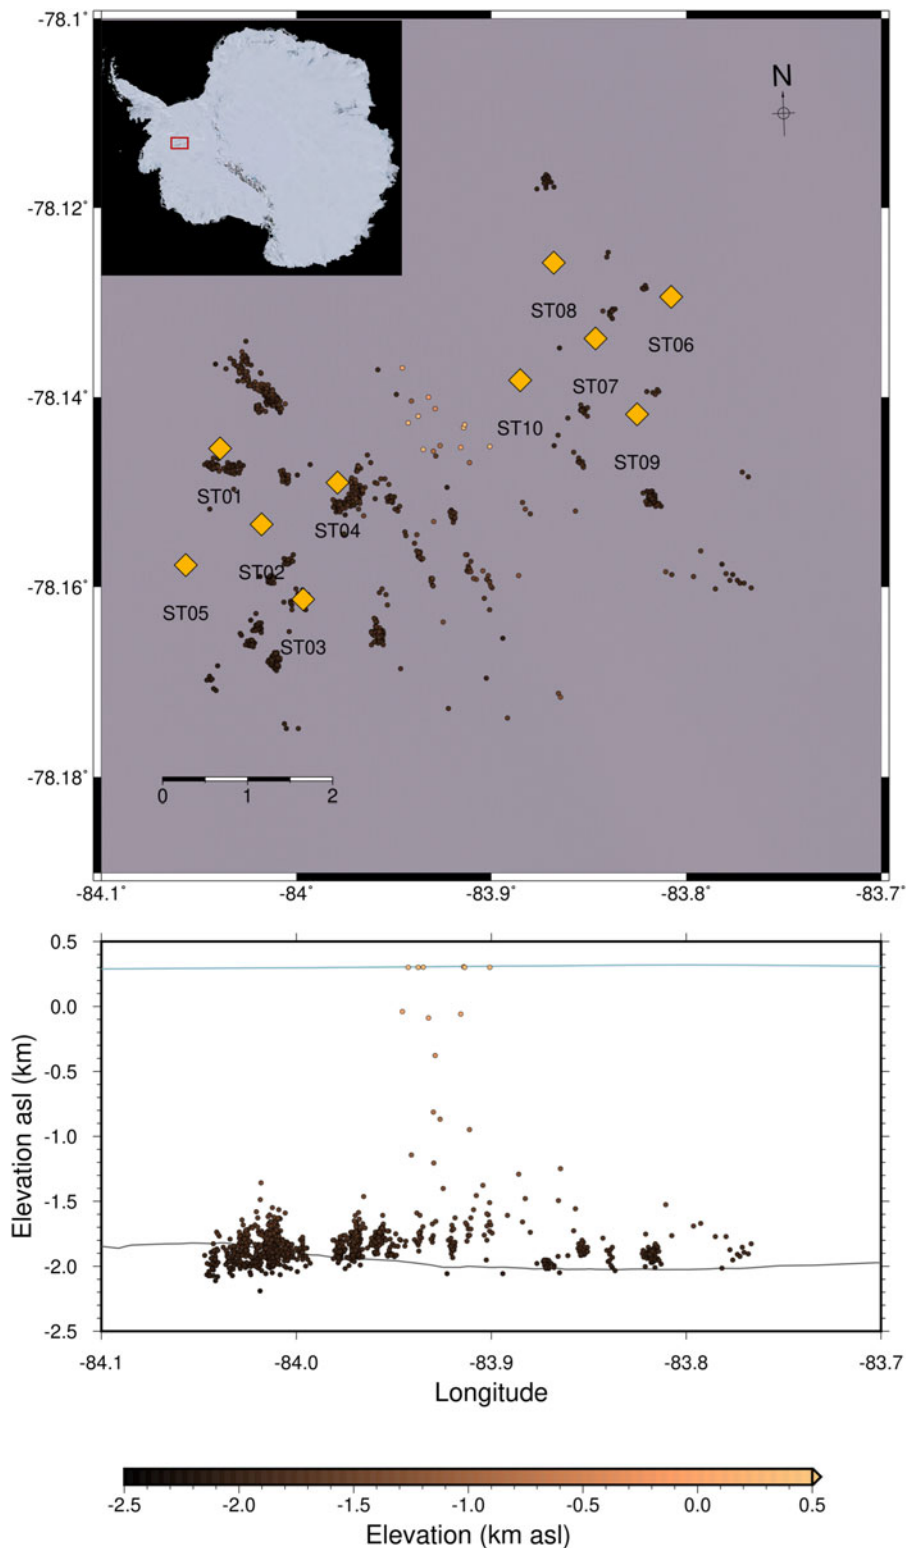 -78.1°
N
-78.12°
ST08
ST06
ST07
-78.14°
ST10
ST09
ST01
ST04
ST02
-78.16°
ST05
ST03
-78.18°
0 1 2
-84.1° -84° -83.9° -83.8° -83.7°
0.5
0.0
-0.5
-1.0
-1.5
-2.0
-2.5
Elevation asl (km)
-84.1 -84.0 -83.9 -83.8 -83.7
Longitude
-2.5 -2.0 -1.5 -1.0 -0.5 0.0 0.5
Elevation (km asl)